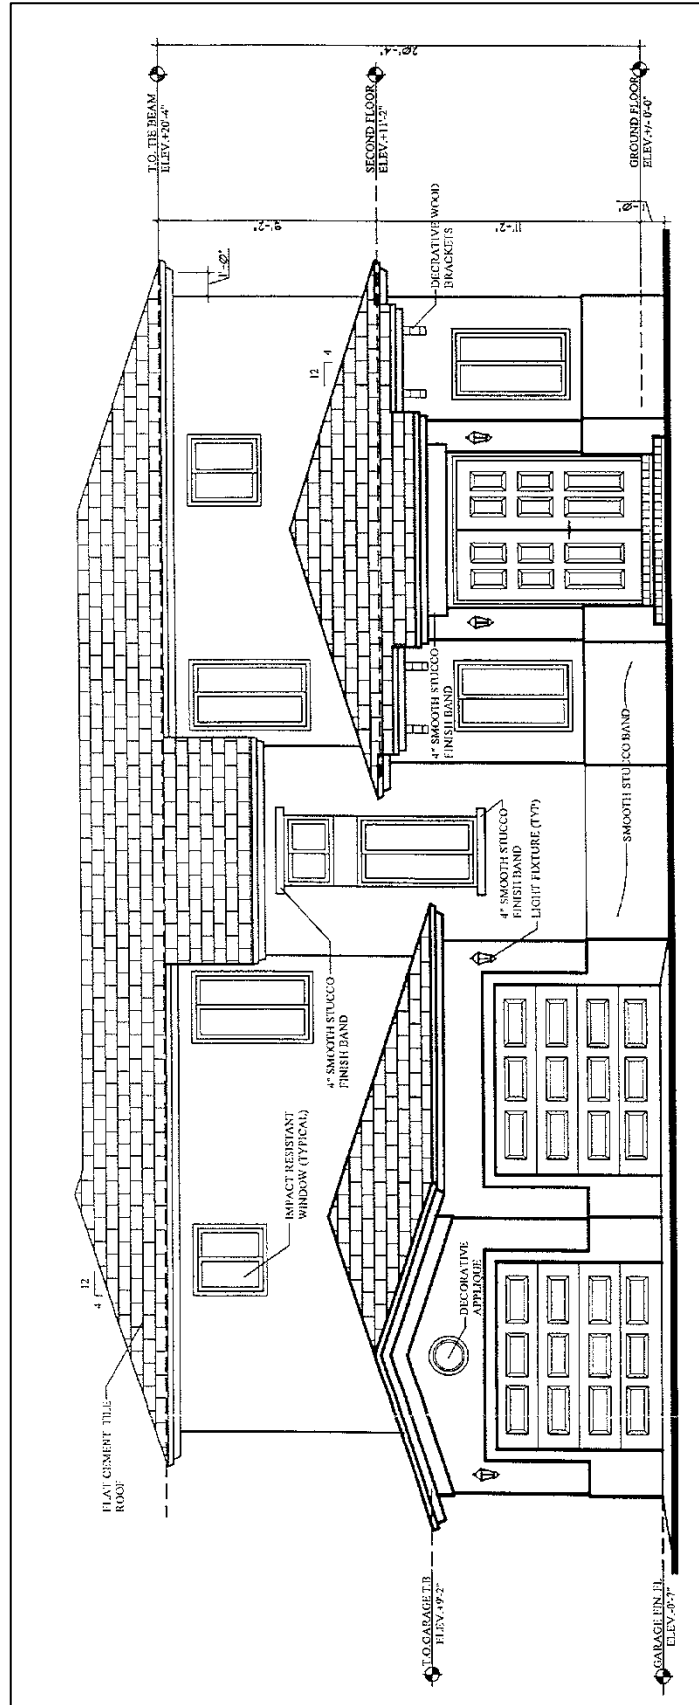 FLAT CEMENT TILE
ROOF
12
4
IMPACT RESISTANT
WINDOW (TYPICAL)
4" SMOOTH STUCCO
FINISH BAND
12
4
1'-0"
T.O. TIE BEAM
ELEV.+20'-4"
20'-4"
9'-2"
SECOND FLOOR
ELEV.+11'-2"
DECRATIVE WOOD
BRACKETS
4" SMOOTH STUCCO
FINISH BAND
4" SMOOTH STUCCO
FINISH BAND
LIGHT FIXTURE (TYP)
T.O.GARAGE T.B
ELEV.+9'-2"
DECORATIVE
APPLIQUE
11'-2"
SMOOTH STUCCO BAND
GROUND FLOOR
ELEV.+/- 0'-0"
1'-0"
GARAGE FIN. FL
ELEV.-0'-7"